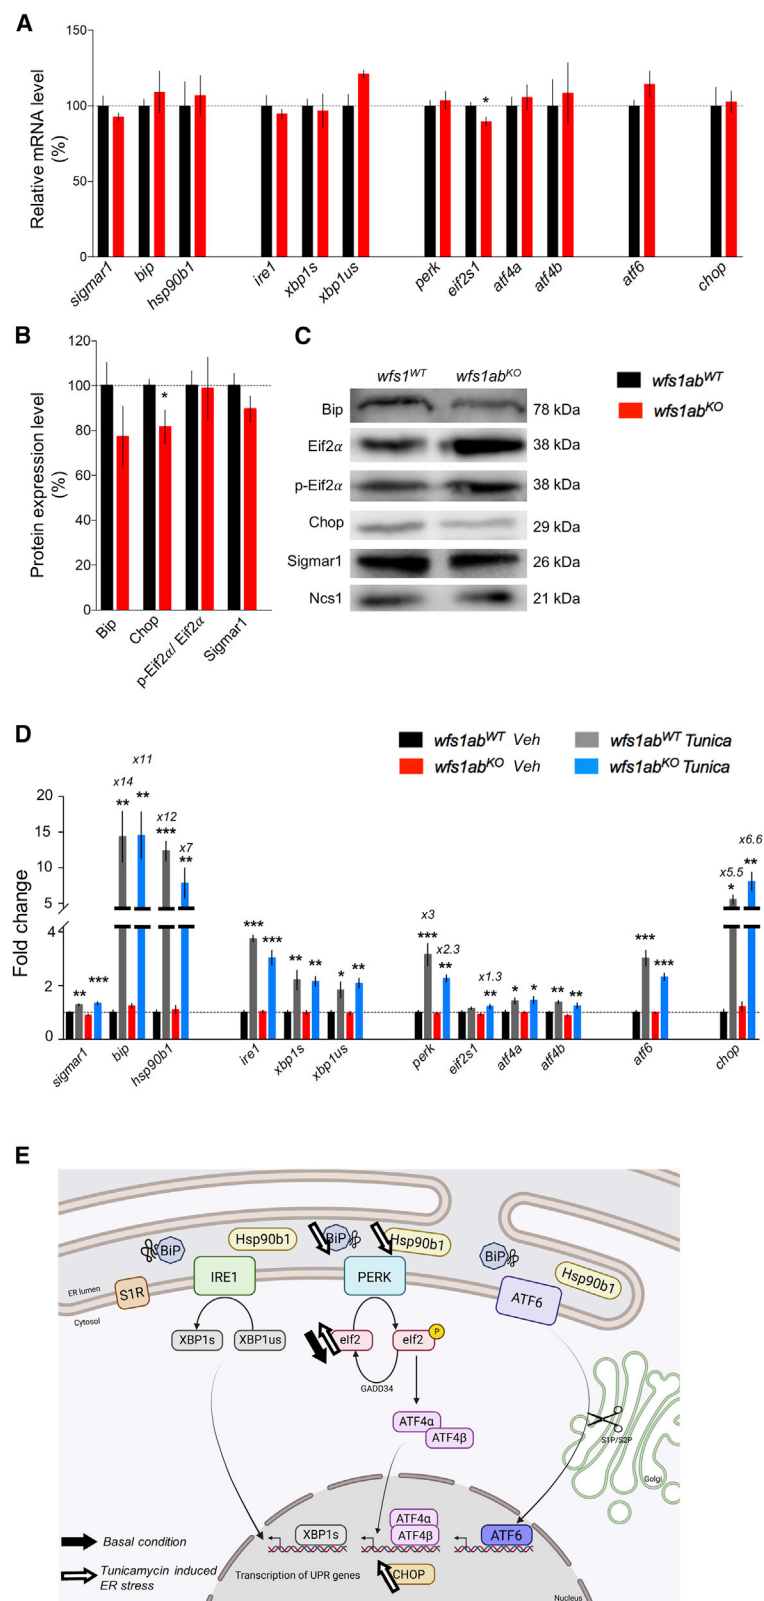 A
150
100
50
0
Relative mRNA level
(%)
*
sigmar1
bip
hsp90b1
ire1
xbp1s
xbp1us
perk
eif2s1
atf4a
atf4b
atf6
chop
B
120
100
80
60
40
20
0
Protein expression level
(%)
*
Bip
Chop
p-Eif2α/ Eif2α
Sigmar1
C
wfs1WT wfs1abKO
Bip 78 kDa
Eif2α 38 kDa
p-Eif2α 38 kDa
Chop 29 kDa
Sigmar1 26 kDa
Ncs1 21 kDa
wfs1abWT
wfs1abKO
D
wfs1abWT Veh
wfs1abWT Tunica
wfs1abKO Veh
wfs1abKO Tunica
20
15
10
5
4
2
0
Fold change
** ***
x14 x11
** **
x12 x7
*** **
*** ***
** **
* **
x3 x2.3
*** **
x1.3
**
* *
** **
*** ***
x5.5 x6.6
* **
sigmar1
bip
hsp90b1
ire1
xbp1s
xbp1us
perk
eif2s1
atf4a
atf4b
atf6
chop
E
BiP
Hsp90b1
BiP
Hsp90b1
BiP
Hsp90b1
ER lumen
Cytosol
S1R
IRE1
PERK
ATF6
XBP1s
XBP1us
eIf2
eIf2
P
GADD34
ATF4α
ATF4β
S1P/S2P
Golgi
XBP1s
ATF4α
ATF4β
ATF6
CHOP
Transcription of UPR genes
Nucleus
Basal condition
Tunicamycin induced
ER stress